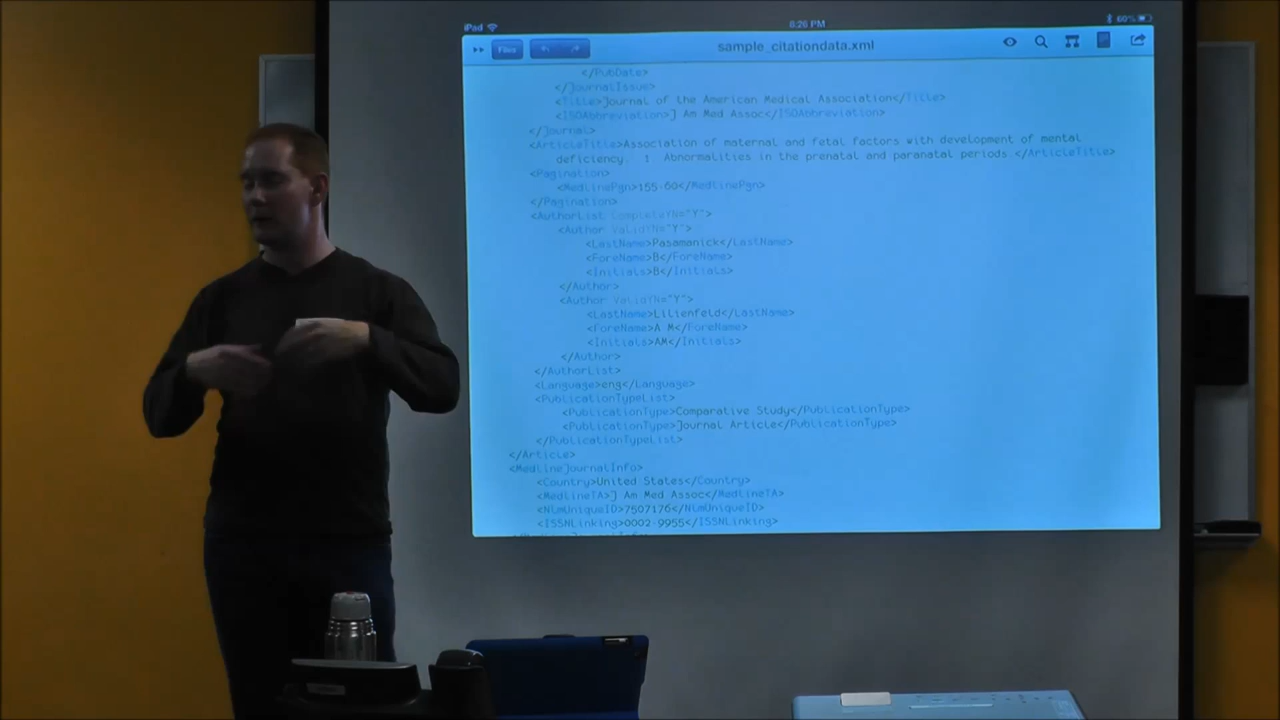 iPad 8:26 PM 60%
Files sample_citationdata.xml
</PubDate>
</JournalIssue>
<Title>Journal of the American Medical Association</Title>
<ISOAbbreviation>J Am Med Assoc</ISOAbbreviation>
</Journal>
<ArticleTitle>Association of maternal and fetal factors with development of mental
deficiency. 1 Abnormalities in the prenatal and paranatal periods.</ArticleTitle>
<Pagination>
<MedlinePgn>155-60</MedlinePgn>
</Pagination>
<AuthorList CompleteYN="Y">
<Author ValidYN="Y">
<LastName>Pasamanick</LastName>
<ForeName>B</ForeName>
<Initials>B</Initials>
</Author>
<Author ValidYN="Y">
<LastName>Lilienfeld</LastName>
<ForeName>A M</ForeName>
<Initials>AM</Initials>
</Author>
</AuthorList>
<Language>eng</Language>
<PublicationTypeList>
<PublicationType>Comparative Study</PublicationType>
<PublicationType>Journal Article</PublicationType>
</PublicationTypeList>
</Article>
<MedlineJournalInfo>
<Country>United States</Country>
<MedlineTA>J Am Med Assoc</MedlineTA>
<NlmUniqueID>7507176</NlmUniqueID>
<ISSNLinking>0002-9955</ISSNLinking>